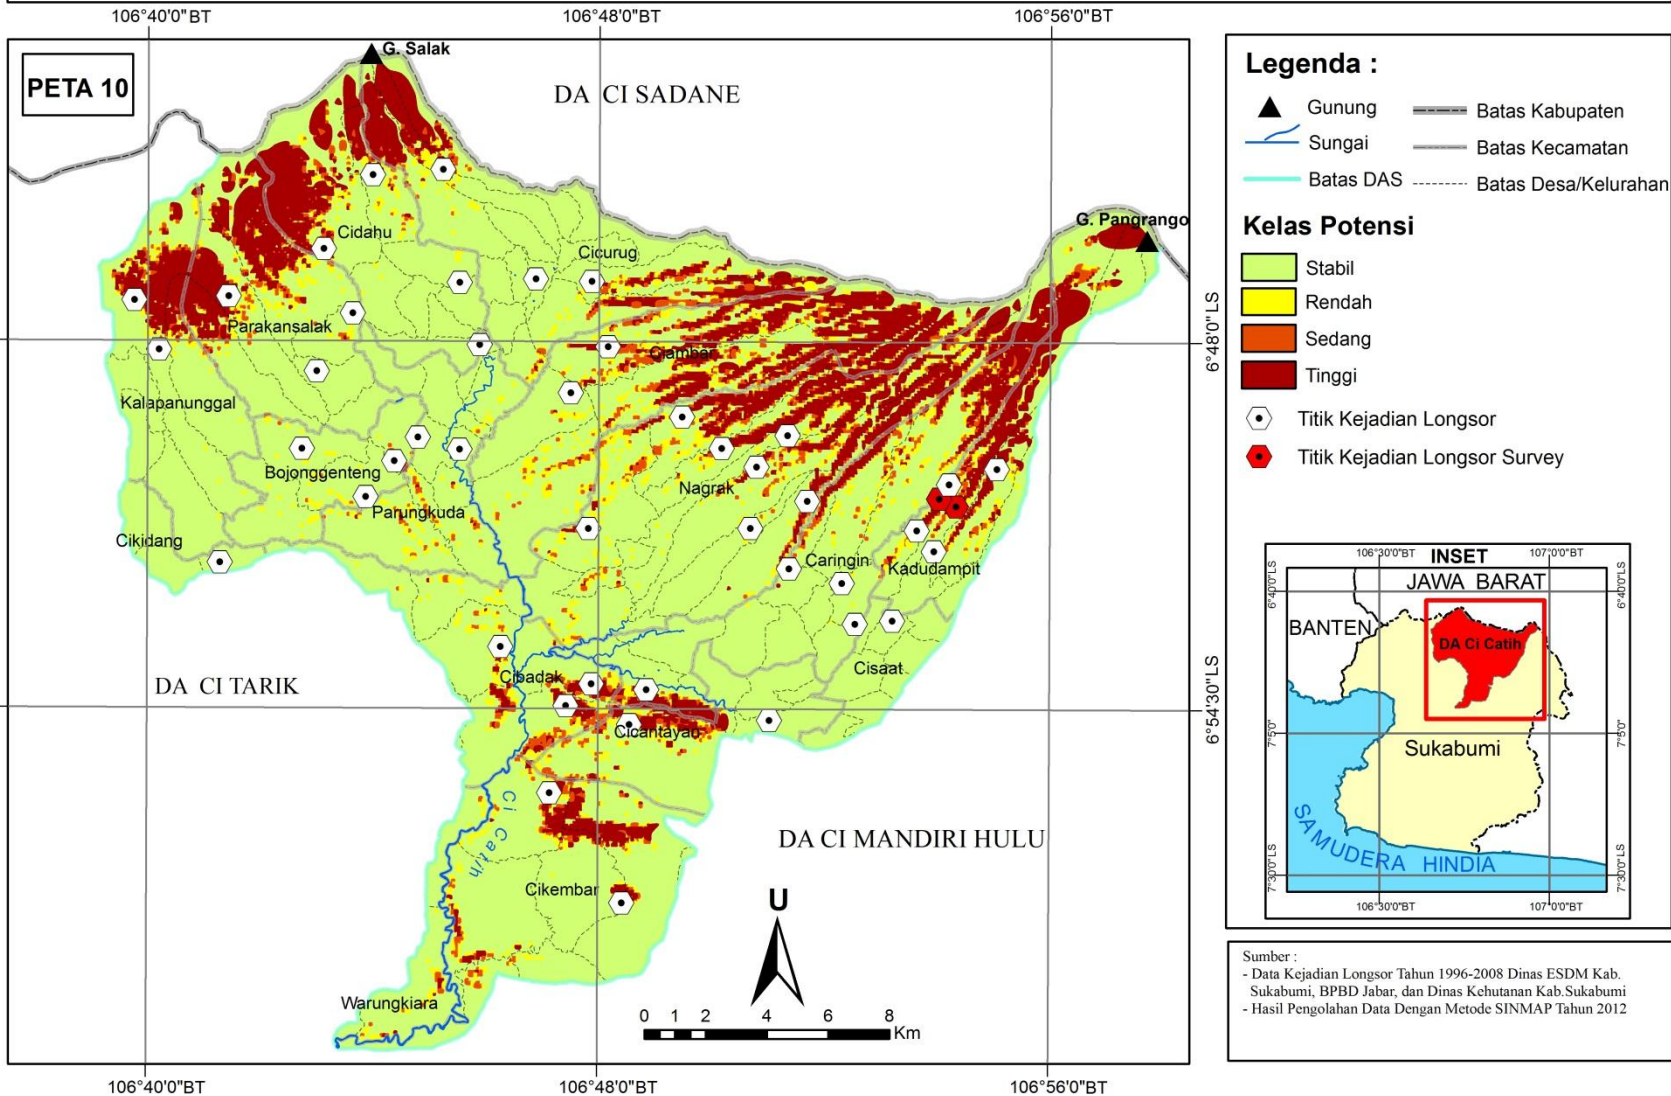 106°40'0"BT
106°48'0"BT
106°56'0"BT
PETA 10
G. Salak
DA CI SADANE
G. Pangrango
Cidahu
Cicurug
Parakansalak
Ciambar
6°48'0"LS
Kalapanunggal
Bojonggenteng
Nagrak
Parungkuda
Cikidang
Caringin
Kadudampit
Cisaat
Cibadak
DA CI TARIK
6°54'30"LS
Cicantayan
Ci Catih
DA CI MANDIRI HULU
Cikembar
U
Warungkiara
0 1 2 4 6 8
Km
106°40'0"BT
106°48'0"BT
106°56'0"BT
Legenda :
Gunung
Sungai
Batas DAS
Batas Kabupaten
Batas Kecamatan
Batas Desa/Kelurahan
Kelas Potensi
Stabil
Rendah
Sedang
Tinggi
Titik Kejadian Longsor
Titik Kejadian Longsor Survey
106°30'0"BT
INSET
107°0'0"BT
JAWA BARAT
6°40'0"LS
6°40'0"LS
BANTEN
DA Ci Catih
7°5'0"
7°5'0"
Sukabumi
SAMUDERA HINDIA
7°30'0"LS
7°30'0"LS
106°30'0"BT
107°0'0"BT
Sumber :
- Data Kejadian Longsor Tahun 1996-2008 Dinas ESDM Kab.
Sukabumi, BPBD Jabar, dan Dinas Kehutanan Kab.Sukabumi
- Hasil Pengolahan Data Dengan Metode SINMAP Tahun 2012